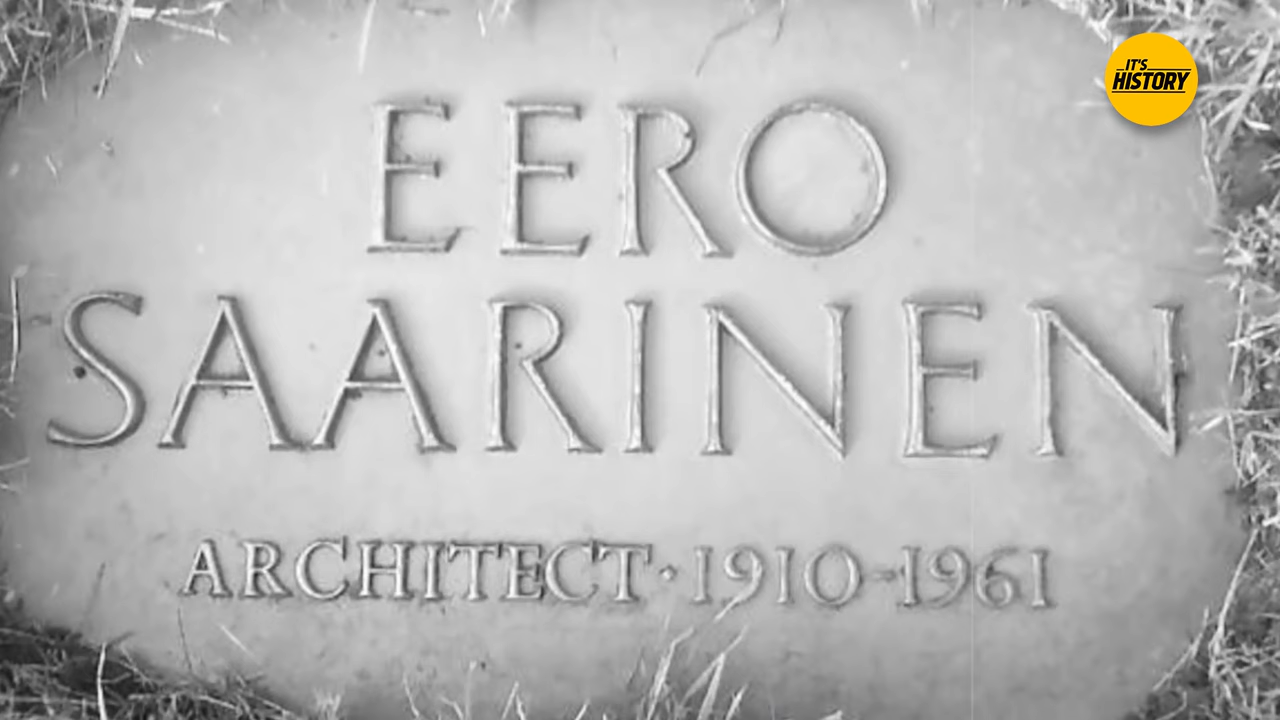 IT'S
HISTORY
EERO
SAARINEN
ARCHITECT · 1910-1961